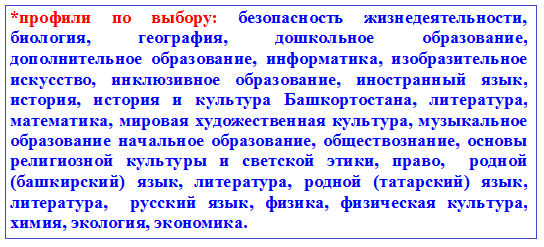 *профили по выбору: безопасность жизнедеятельности,
биология, география, дошкольное образование,
дополнительное образование, информатика, изобразительное
искусство, инклюзивное образование, иностранный язык,
история, история и культура Башкортостана, литература,
математика, мировая художественная культура, музыкальное
образование начальное образование, обществознание, основы
религиозной культуры и светской этики, право, родной
(башкирский) язык, литература, родной (татарский) язык,
литература, русский язык, физика, физическая культура,
химия, экология, экономика.